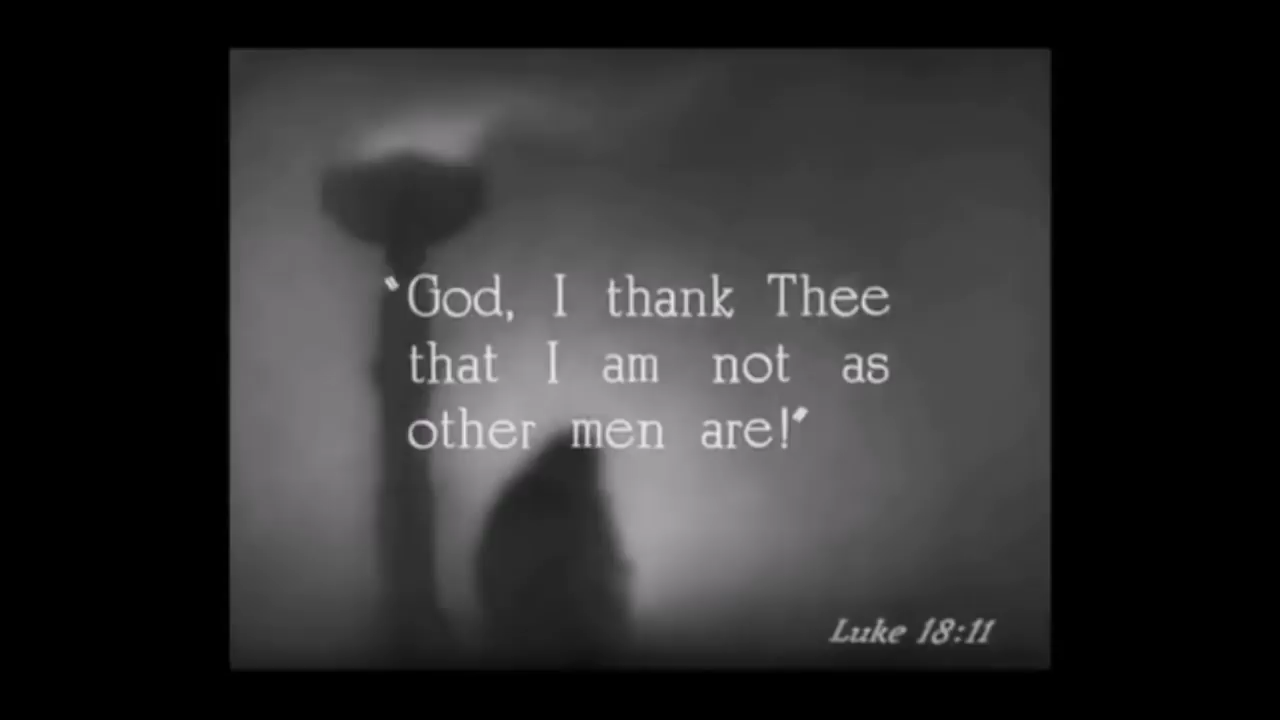 "God, I thank Thee
that I am not as
other men are!"
Luke 18:11